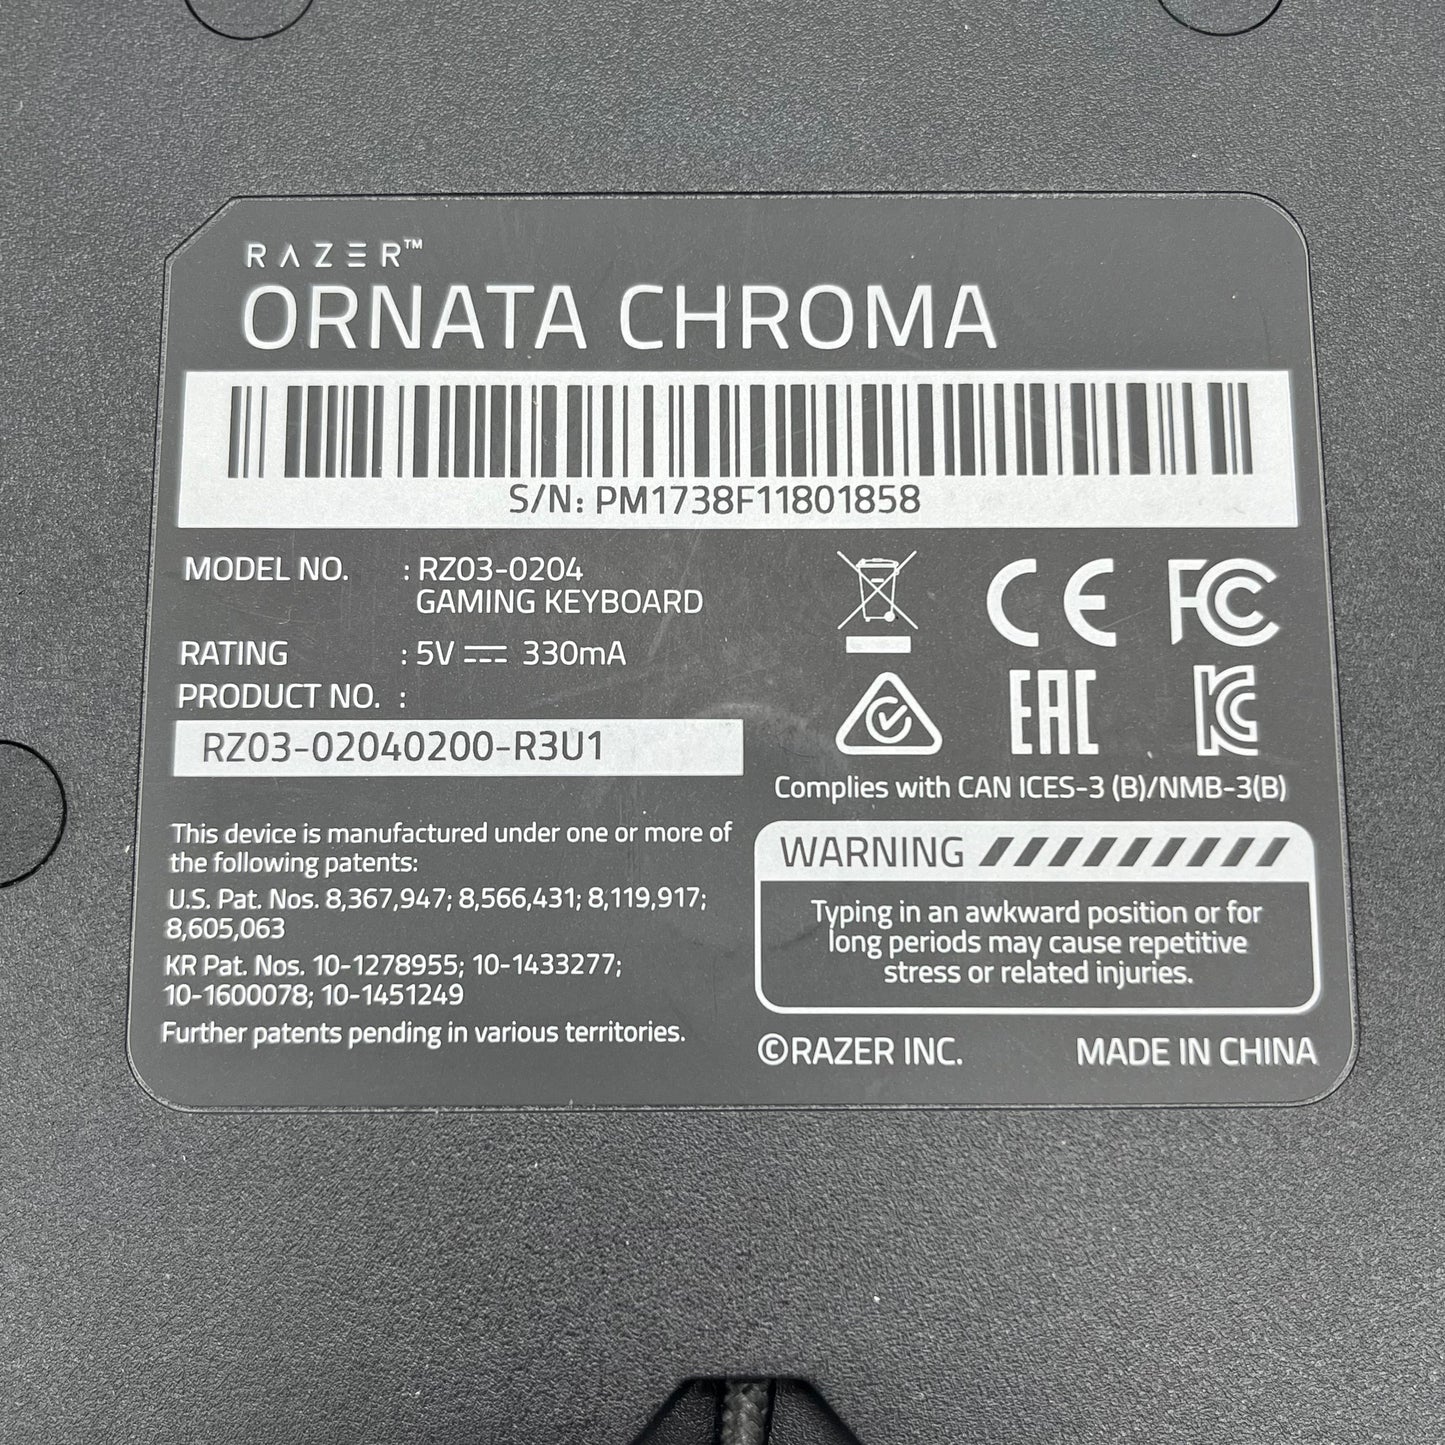 RAZER™
ORNATA CHROMA
S/N: PM1738F11801858
MODEL NO. : RZ03-0204
GAMING KEYBOARD
RATING : 5V ⎓ 330mA
PRODUCT NO. :
RZ03-02040200-R3U1
This device is manufactured under one or more of
the following patents:
U.S. Pat. Nos. 8,367,947; 8,566,431; 8,119,917;
8,605,063
KR Pat. Nos. 10-1278955; 10-1433277;
10-1600078; 10-1451249
Further patents pending in various territories.
CE FC
EAC KC
Complies with CAN ICES-3 (B)/NMB-3(B)
WARNING
Typing in an awkward position or for
long periods may cause repetitive
stress or related injuries.
©RAZER INC. MADE IN CHINA